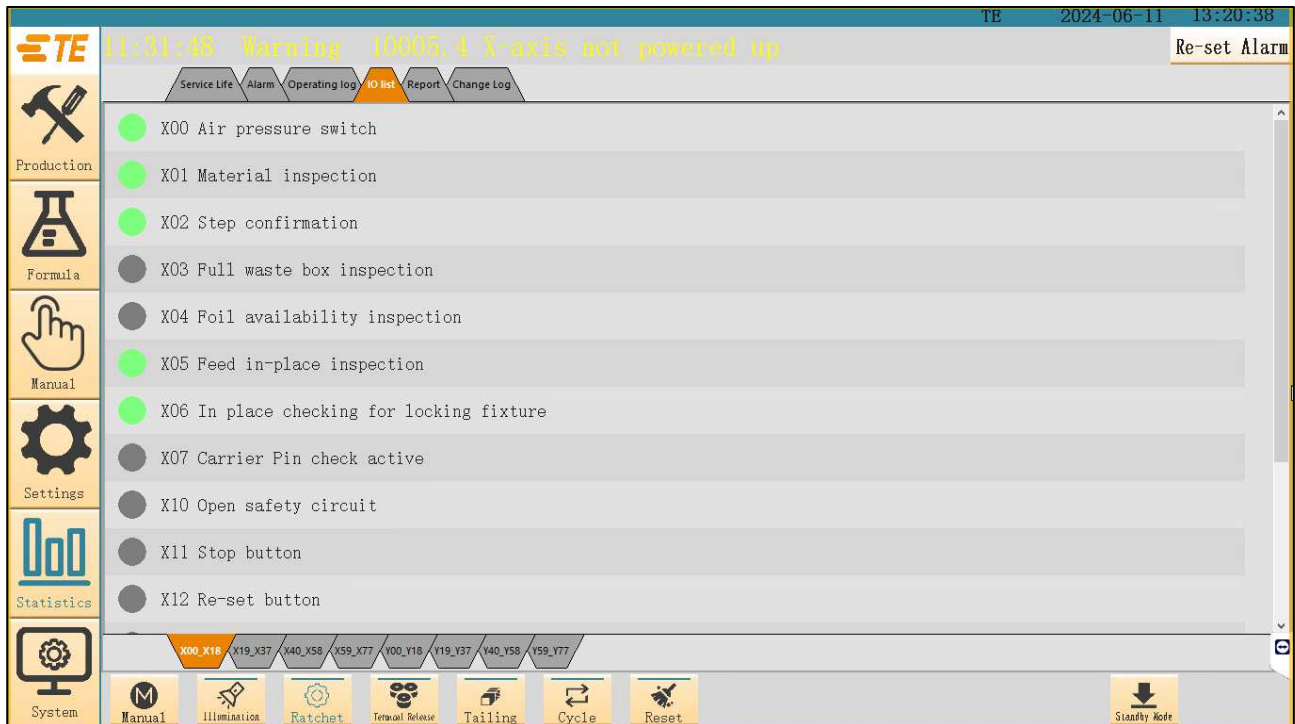 TE 2024-06-11 13:20:38
TE
11:31:48 Warning 10005.4 X-axis not powered up
Re-set Alarm
Service Life Alarm Operating log IO list Report Change Log
X00 Air pressure switch
Production
X01 Material inspection
X02 Step confirmation
X03 Full waste box inspection
Formula
X04 Foil availability inspection
X05 Feed in-place inspection
Manual
X06 In place checking for locking fixture
X07 Carrier Pin check active
Settings
X10 Open safety circuit
X11 Stop button
Statistics
X12 Re-set button
X00_X18 X19_X37 X40_X58 X59_X77 Y00_Y18 Y19_Y37 Y40_Y58 Y59_Y77
System
M
Manual Illumination Ratchet Termcal Release Tailing Cycle Reset Standby Mode